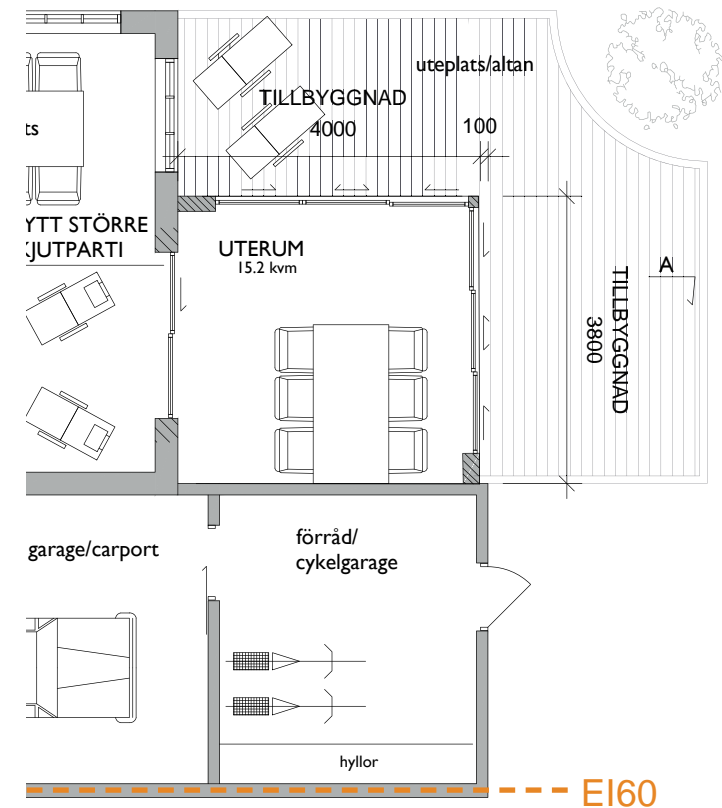 uteplats/altan
TILLBYGGNAD
4000
100
ts
YTT STÖRRE
KJUTPARTI
UTERUM
15.2 kvm
A
TILLBYGGNAD
3800
garage/carport
förråd/
cykelgarage
hyllor
EI60